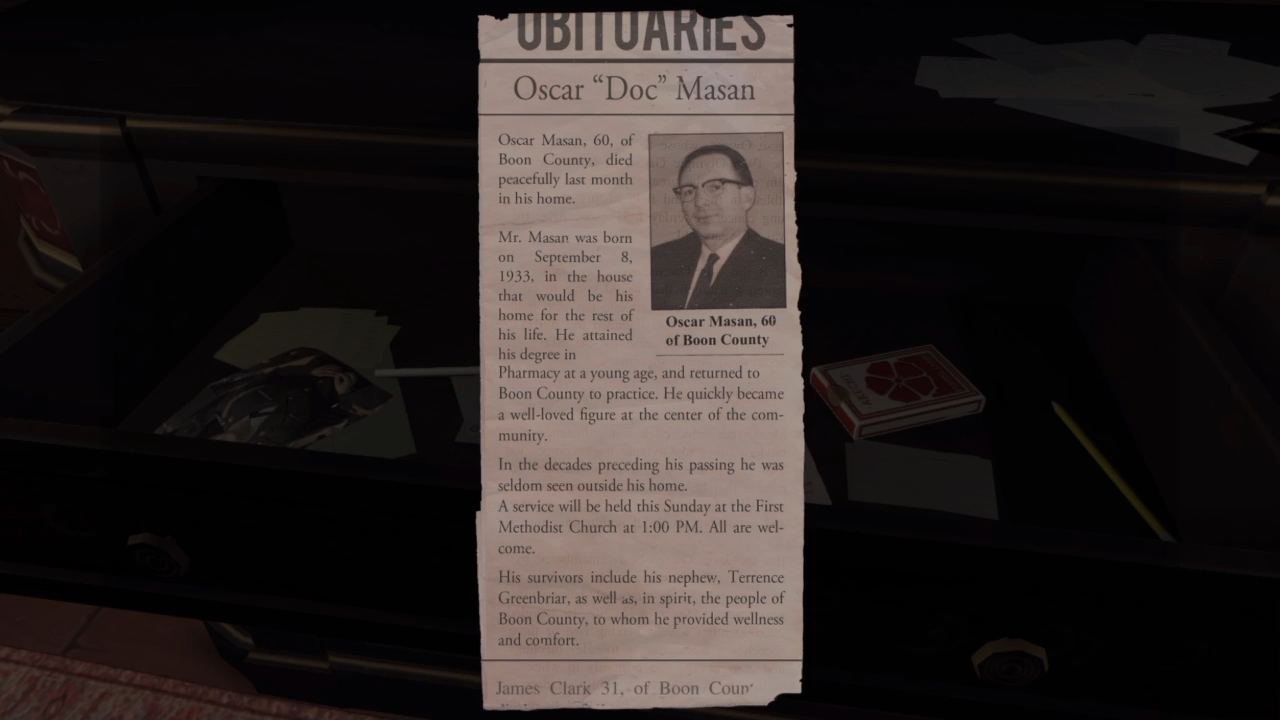 OBITUARIES
Oscar “Doc” Masan
Oscar Masan, 60, of
Boon County, died
peacefully last month
in his home.
Mr. Masan was born
on September 8,
1933, in the house
that would be his
home for the rest of
his life. He attained
his degree in
Pharmacy at a young age, and returned to
Boon County to practice. He quickly became
a well-loved figure at the center of the com-
munity.
Oscar Masan, 60
of Boon County
In the decades preceding his passing he was
seldom seen outside his home.
A service will be held this Sunday at the First
Methodist Church at 1:00 PM. All are wel-
come.
His survivors include his nephew, Terrence
Greenbriar, as well as, in spirit, the people of
Boon County, to whom he provided wellness
and comfort.
James Clark 31, of Boon Coun